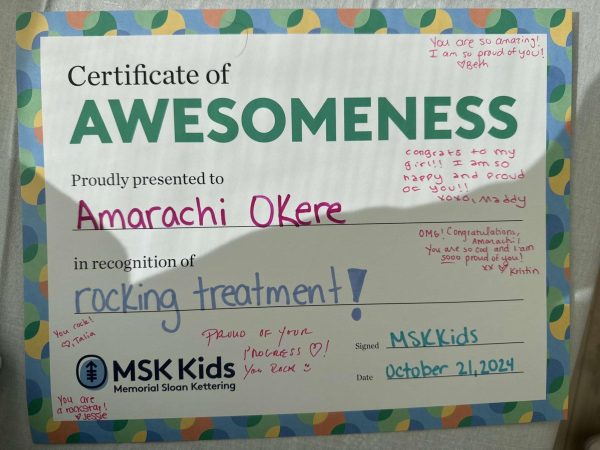 You are so amazing!
I am so proud of you!
♡Beth
Certificate of
AWESOMENESS
congrats to my
girl!!! I am so
happy and proud
of you!!
xoxo, Maddy
Proudly presented to
Amarachi Okere
OMG! Congratulations,
Amarachi!
You are so cool and I am
sooo proud of you!
xx ♡ Kristin
in recognition of
rocking treatment!
You rock!
♡, Talia
PROUD OF YOUR
PROGRESS ♡!
YOU ROCK ☺
Signed MSKKids
Date October 21, 2024
MSK Kids
Memorial Sloan Kettering
You are
a rockstar!
♡Jessie